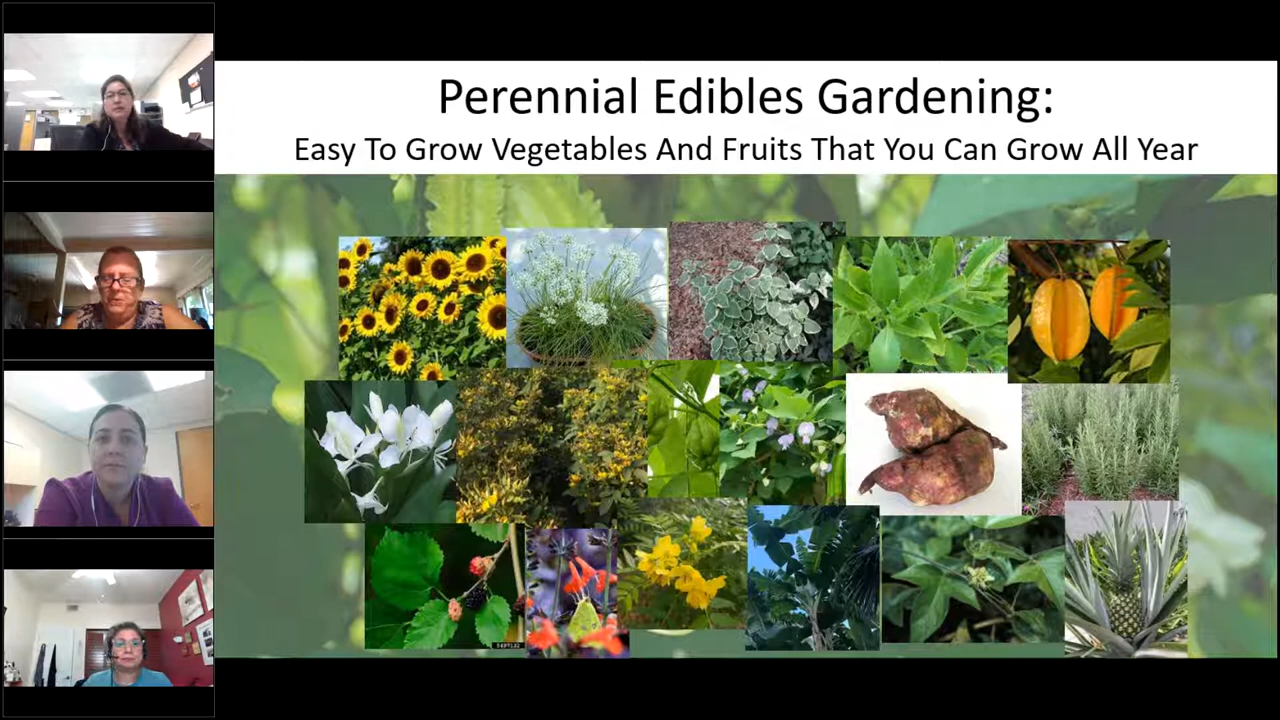 Perennial Edibles Gardening:
Easy To Grow Vegetables And Fruits That You Can Grow All Year